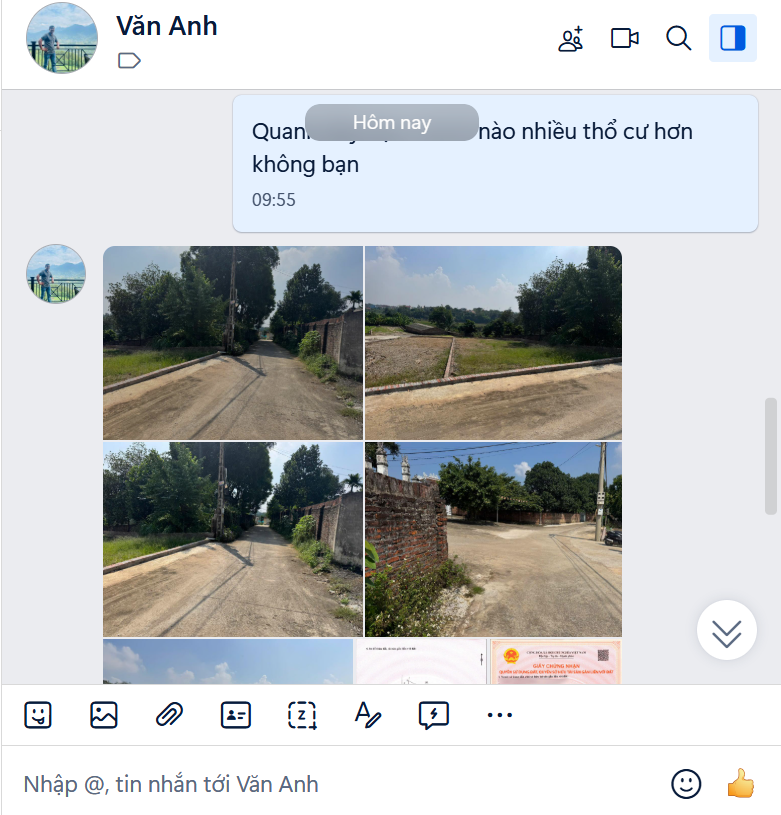 Văn Anh
Hôm nay
Quan nào nhiều thổ cư hơn
không bạn
09:55
GIẤY CHỨNG NHẬN
Nhập @, tin nhắn tới Văn Anh